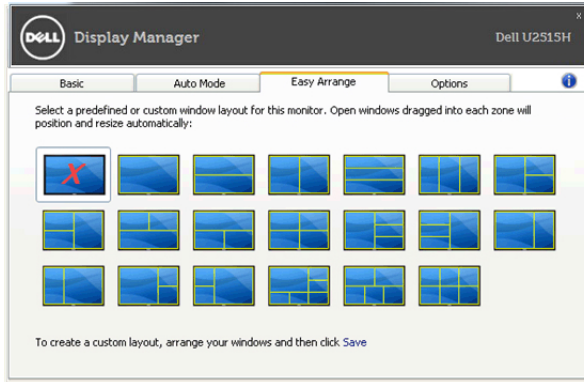 x
DELL Display Manager Dell U2515H
Basic Auto Mode Easy Arrange Options i
Select a predefined or custom window layout for this monitor. Open windows dragged into each zone will
position and resize automatically:
To create a custom layout, arrange your windows and then click Save